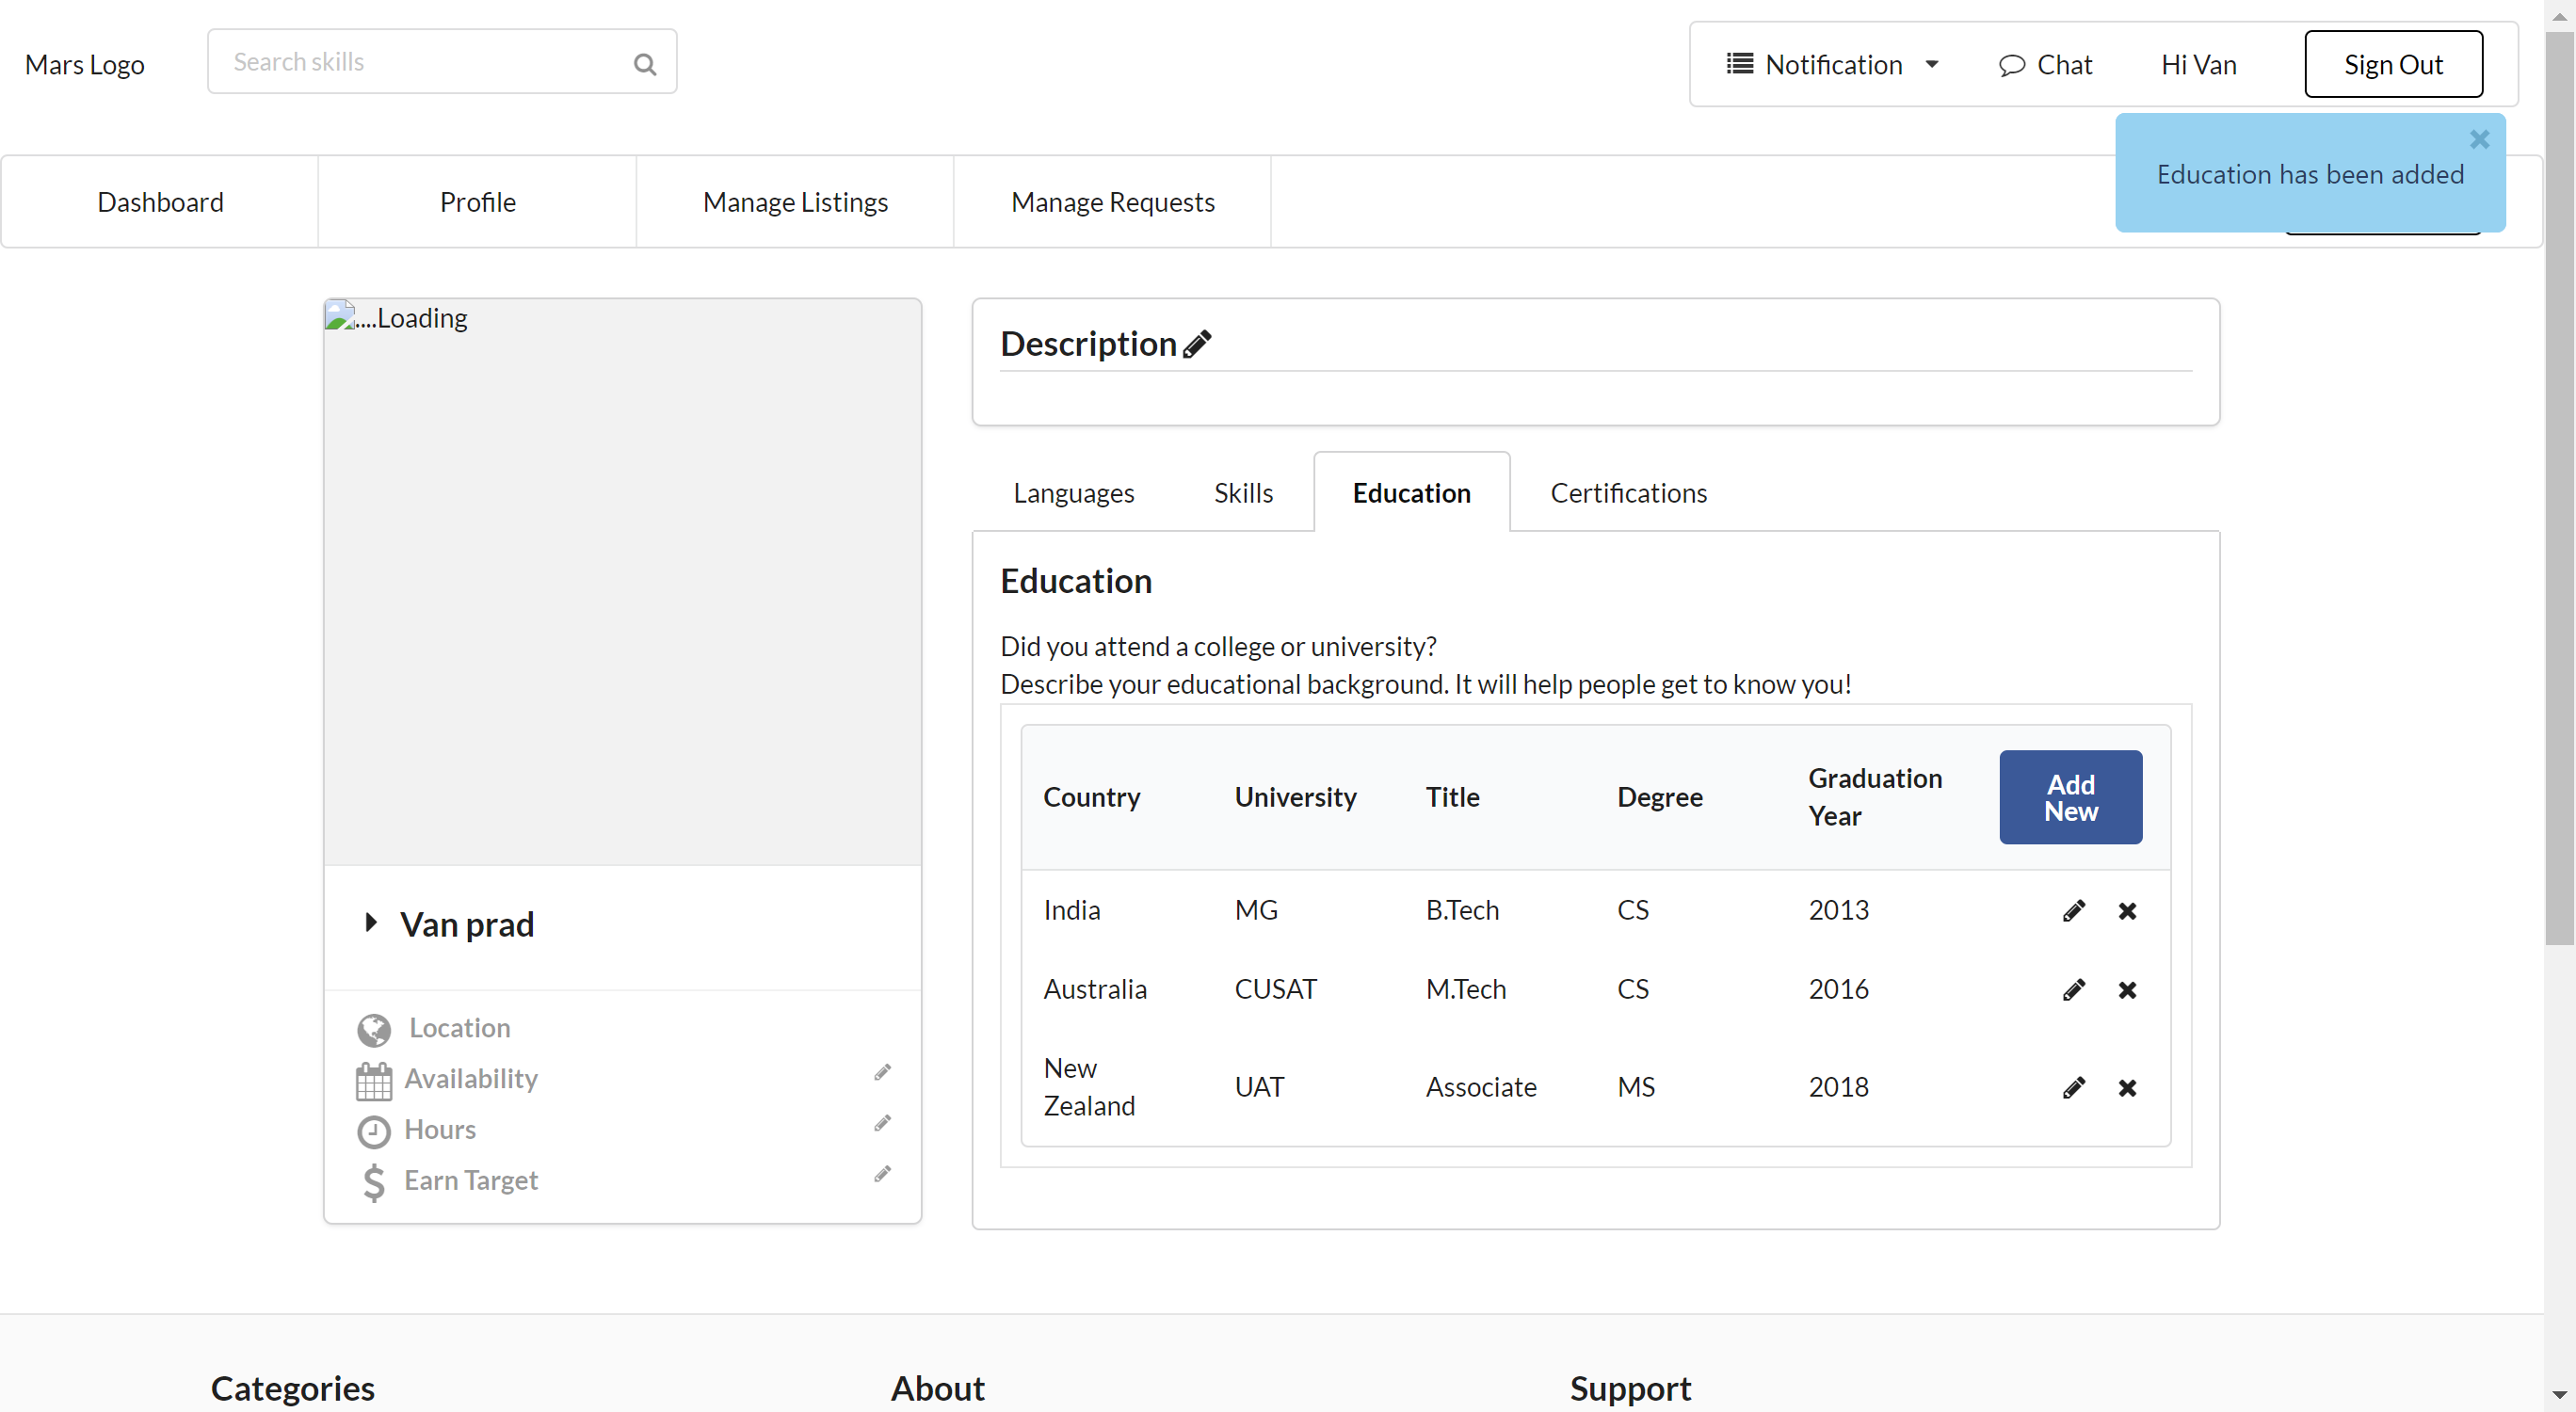 Mars Logo
Search skills
Notification
Chat
Hi Van
Sign Out
Education has been added
Dashboard
Profile
Manage Listings
Manage Requests
....Loading
Van prad
Location
Availability
Hours
Earn Target
Description
Languages
Skills
Education
Certifications
Education
Did you attend a college or university?
Describe your educational background. It will help people get to know you!
Country University Title Degree Graduation Year Add New
India MG B.Tech CS 2013
Australia CUSAT M.Tech CS 2016
New Zealand UAT Associate MS 2018
Categories
About
Support